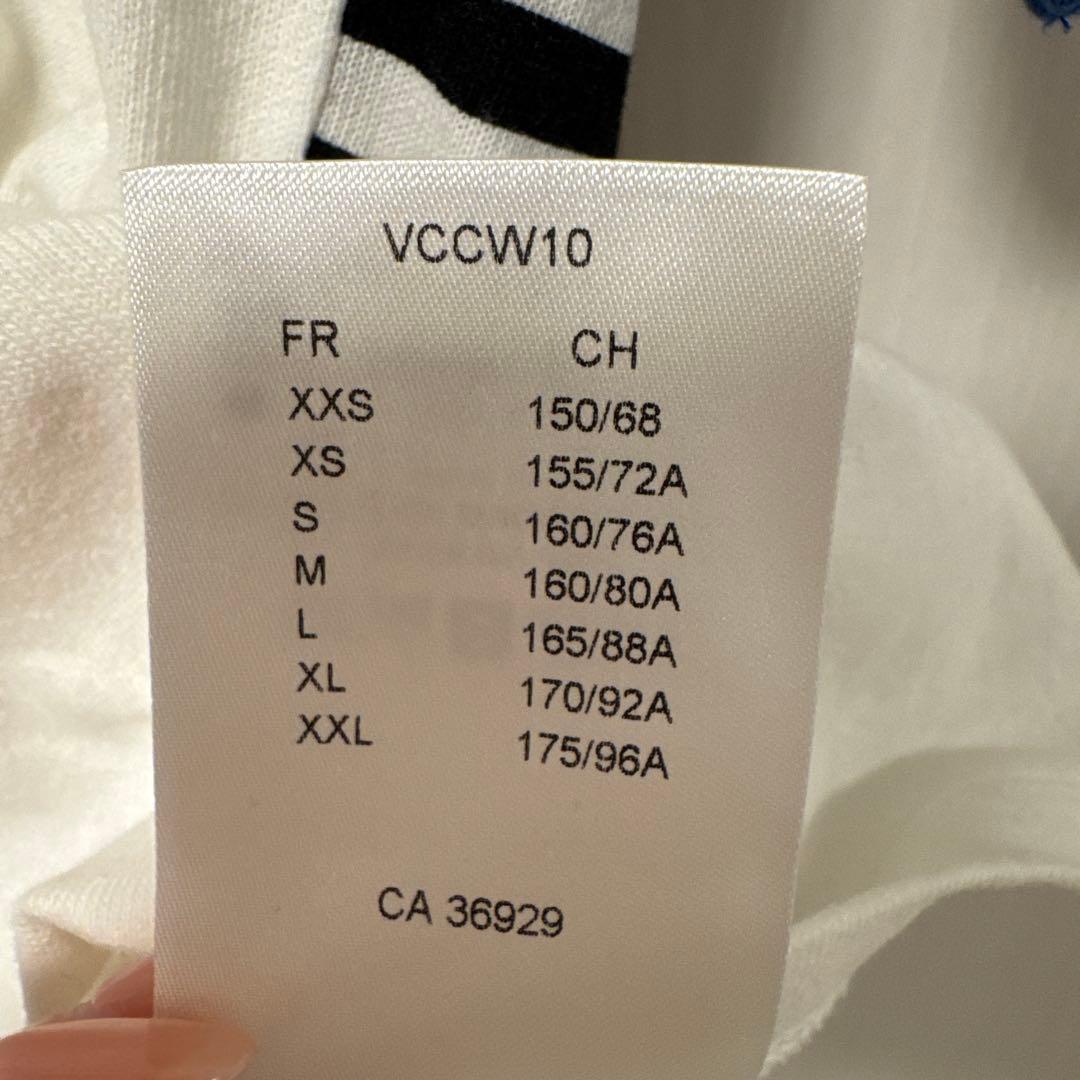 VCCW10
FR CH
XXS 150/68
XS 155/72A
S 160/76A
M 160/80A
L 165/88A
XL 170/92A
XXL 175/96A
CA 36929